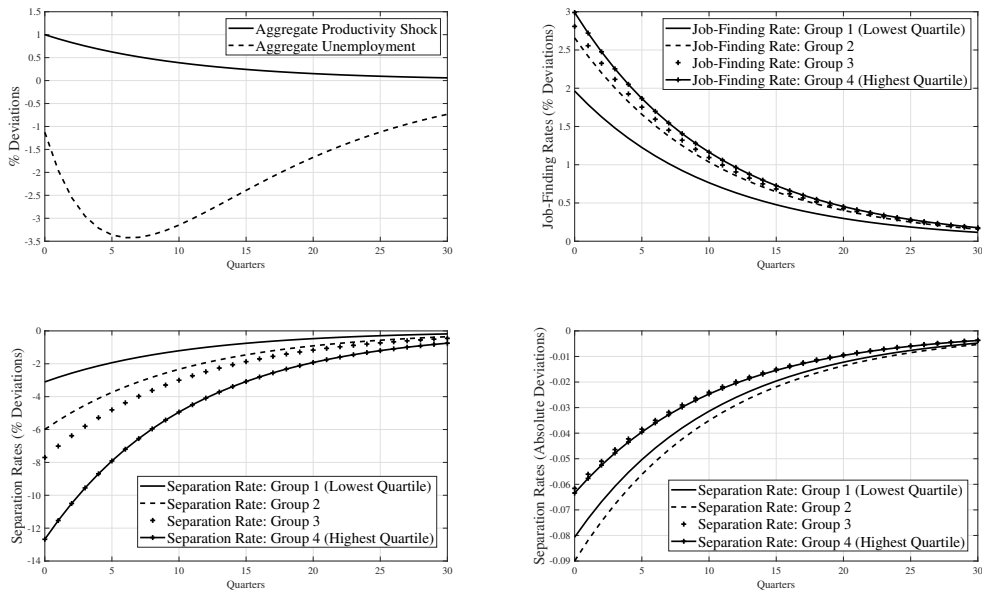 1.5
1
0.5
0
-0.5
-1
-1.5
-2
-2.5
-3
-3.5
% Deviations
Aggregate Productivity Shock
Aggregate Unemployment
0 5 10 15 20 25 30
Quarters
3
2.5
2
1.5
1
0.5
0
Job-Finding Rates (% Deviations)
Job-Finding Rate: Group 1 (Lowest Quartile)
Job-Finding Rate: Group 2
Job-Finding Rate: Group 3
Job-Finding Rate: Group 4 (Highest Quartile)
0 5 10 15 20 25 30
Quarters
0
-2
-4
-6
-8
-10
-12
-14
Separation Rates (% Deviations)
Separation Rate: Group 1 (Lowest Quartile)
Separation Rate: Group 2
Separation Rate: Group 3
Separation Rate: Group 4 (Highest Quartile)
0 5 10 15 20 25 30
Quarters
0
-0.01
-0.02
-0.03
-0.04
-0.05
-0.06
-0.07
-0.08
-0.09
Separation Rates (Absolute Deviations)
Separation Rate: Group 1 (Lowest Quartile)
Separation Rate: Group 2
Separation Rate: Group 3
Separation Rate: Group 4 (Highest Quartile)
0 5 10 15 20 25 30
Quarters